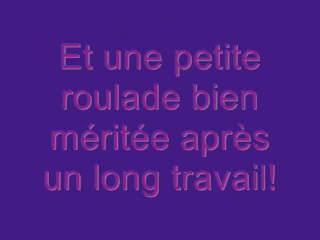 Et une petite
roulade bien
méritée après
un long travail!